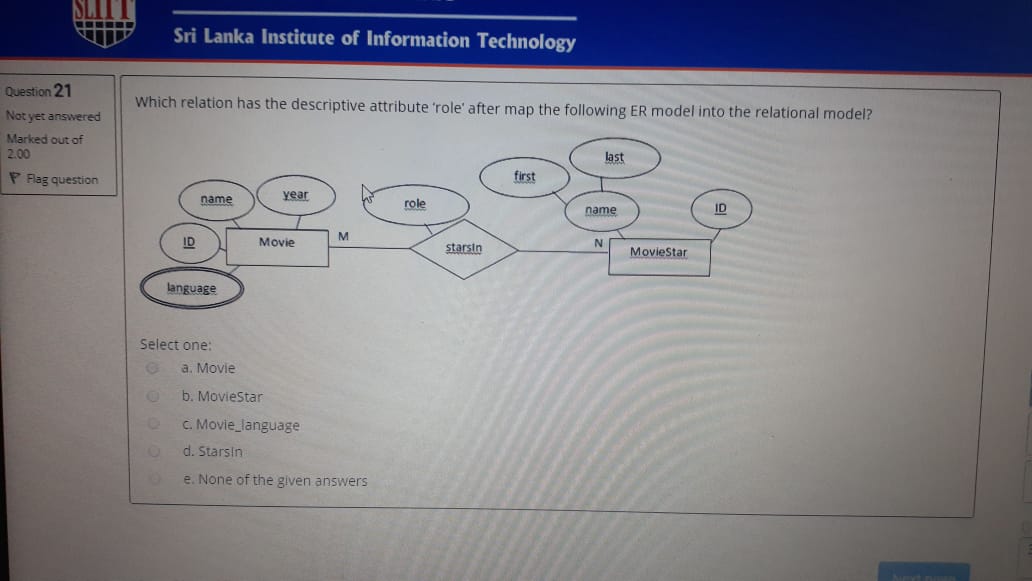 SLIIT
Sri Lanka Institute of Information Technology
Question 21
Not yet answered
Marked out of
2.00
Flag question
Which relation has the descriptive attribute 'role' after map the following ER model into the relational model?
last
first
name
year
role
name
ID
ID
Movie
M
starsIn
N
MovieStar
language
Select one:
a. Movie
b. MovieStar
c. Movie_language
d. StarsIn
e. None of the given answers